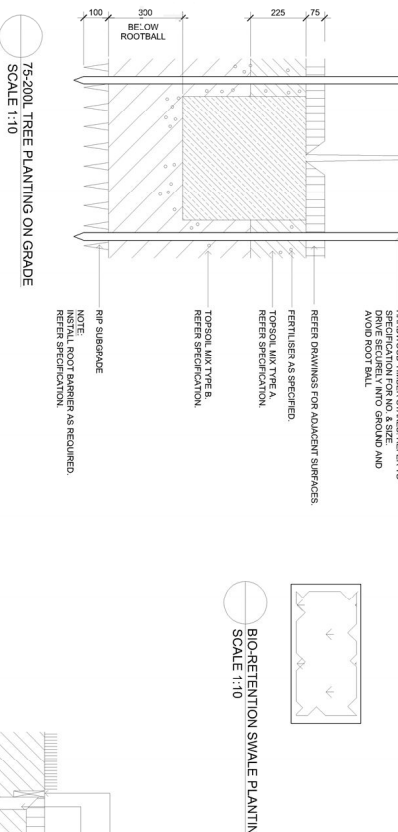 100
300
BELOW
ROOTBALL
225
75
SPECIFICATION FOR NO. & SIZE.
DRIVE SECURELY INTO GROUND AND
AVOID ROOT BALL
REFER DRAWINGS FOR ADJACENT SURFACES.
FERTILISER AS SPECIFIED.
TOPSOIL MIX TYPE A.
REFER SPECIFICATION.
TOPSOIL MIX TYPE B.
REFER SPECIFICATION.
RIP SUBGRADE
NOTE:
INSTALL ROOT BARRIER AS REQUIRED.
REFER SPECIFICATION.
75-200L TREE PLANTING ON GRADE
SCALE 1:10
BIO-RETENTION SWALE PLANTIN
SCALE 1:10